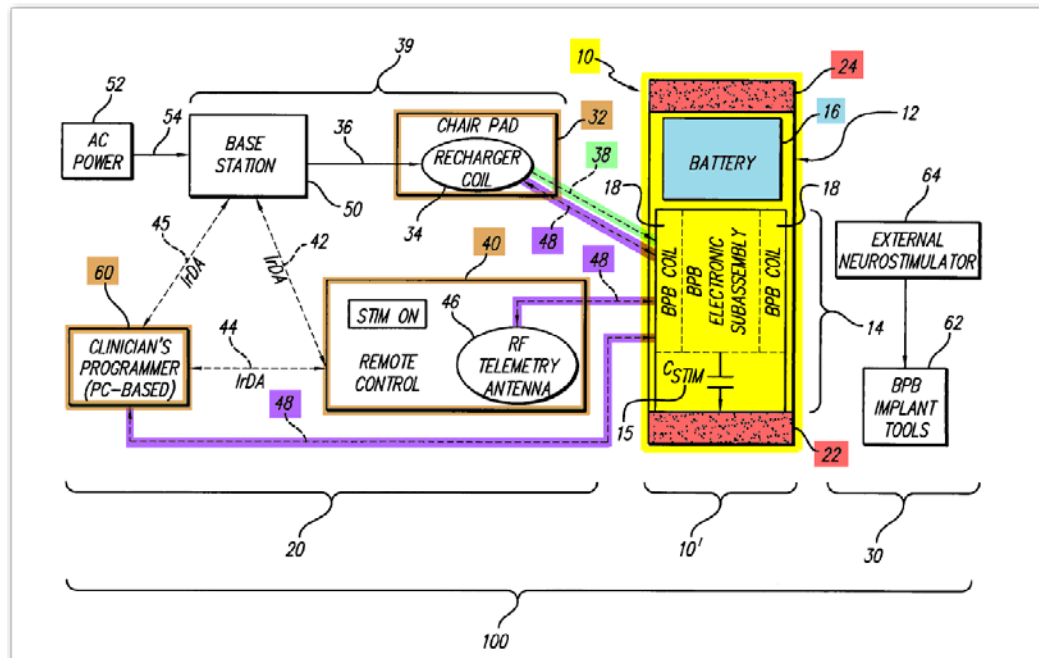 39
10
24
52
54
AC
POWER
BASE
STATION
36
CHAIR PAD
RECHARGER
COIL
32
16
12
BATTERY
38
18
18
50
34
48
64
45
IrDA
42
IrDA
40
48
EXTERNAL
NEUROSTIMULATOR
60
STIM ON
46
BPB COIL
BPB
ELECTRONIC
SUBASSEMBLY
BPB COIL
14
CLINICIAN'S
PROGRAMMER
(PC-BASED)
44
IrDA
REMOTE
CONTROL
RF
TELEMETRY
ANTENNA
62
CSTIM
48
15
BPB
IMPLANT
TOOLS
22
20
10'
30
100